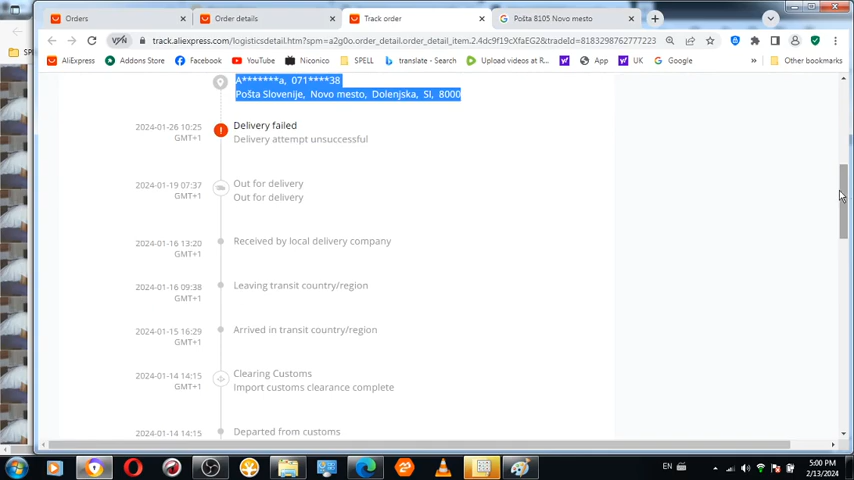 Orders
Order details
Track order
Pošta 8105 Novo mesto
VPN
track.aliexpress.com/logisticsdetail.htm?spm=a2g0o.order_detail.order_detail_item.2.4dc9f19cXfaEG2&tradeId=8183298762777223
SPE
AliExpress
Addons Store
Facebook
YouTube
Niconico
SPELL
translate - Search
Upload videos at R...
App
UK
Google
»
Other bookmarks
A*******a, 071****38
Pošta Slovenije, Novo mesto, Dolenjska, SI, 8000
2024-01-26 10:25
GMT+1
Delivery failed
Delivery attempt unsuccessful
2024-01-19 07:37
GMT+1
Out for delivery
Out for delivery
2024-01-16 13:20
GMT+1
Received by local delivery company
2024-01-16 09:38
GMT+1
Leaving transit country/region
2024-01-15 16:29
GMT+1
Arrived in transit country/region
2024-01-14 14:15
GMT+1
Clearing Customs
Import customs clearance complete
2024-01-14 14:15
Departed from customs
EN
5:00 PM
2/13/2024